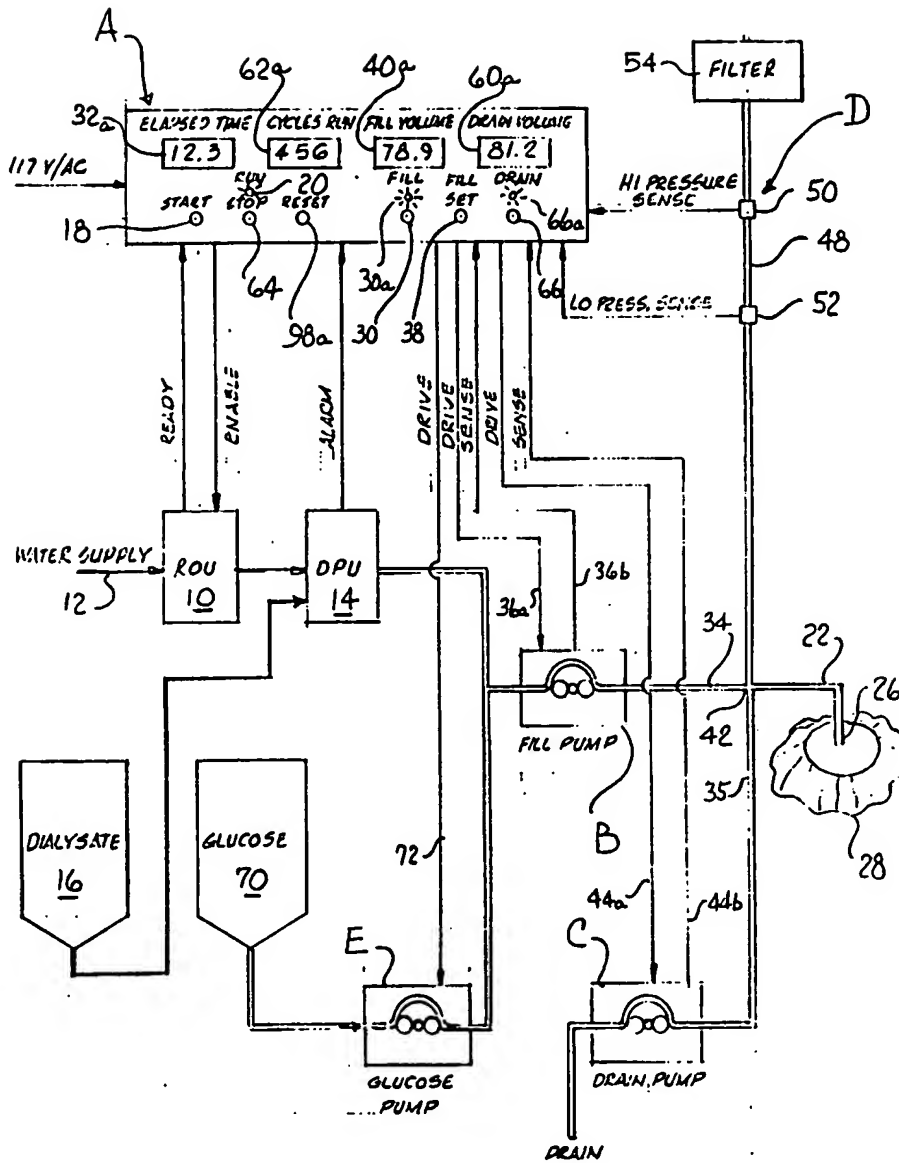 A
62a
40a
60a
54
FILTER
32a
ELAPSED TIME CYCLES RUN FILL VOLUME DRAIN VOLUME
12.3 456 78.9 81.2
D
117 V/AC
RUN 20
FILL FILL DRAIN
START STOP RESET SET
HI PRESSURE SENSE
50
18
66a
48
64
30a
66
98a
30
38
LO PRESS. SENSE
52
READY
ENABLE
ALARM
DRIVE
DRIVE
SENSE
DRIVE
SENSE
WATER SUPPLY
12
ROU
10
DPU
14
36a
36b
34
22
26
FILL PUMP
42
35
28
B
DIALYSATE
16
GLUCOSE
70
72
44a
44b
E
C
GLUCOSE
PUMP
DRAIN PUMP
DRAIN